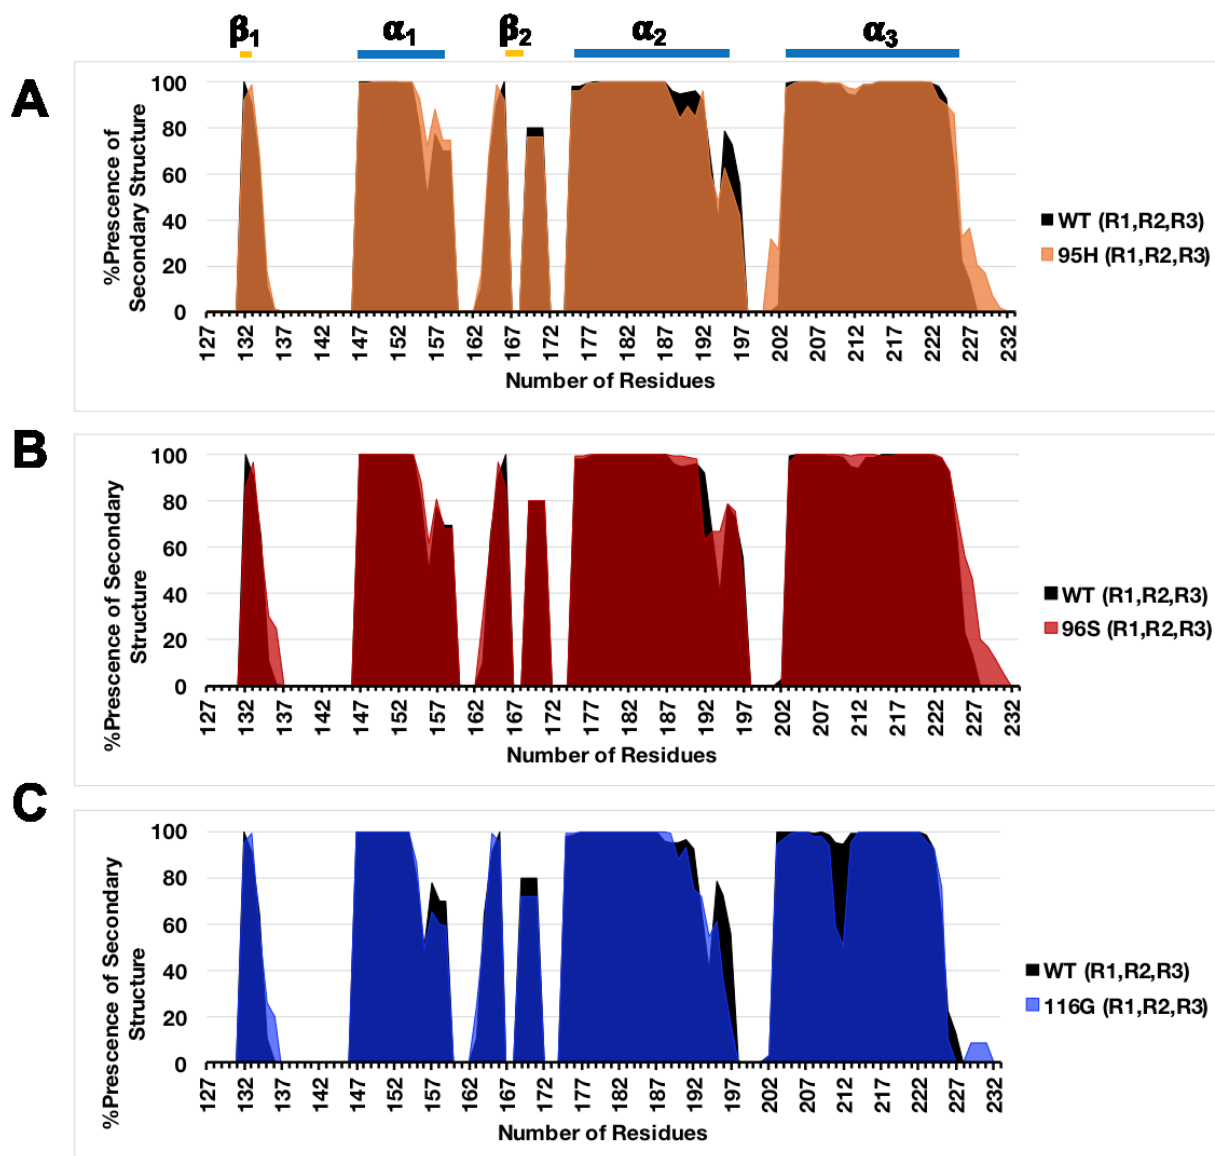 β1 α1 β2 α2 α3
A
100
80
60
40
20
0
%Prescence of
Secondary Structure
127 132 137 142 147 152 157 162 167 172 177 182 187 192 197 202 207 212 217 222 227 232
Number of Residues
WT (R1,R2,R3)
95H (R1,R2,R3)
B
100
80
60
40
20
0
%Prescence of Secondary
Structure
127 132 137 142 147 152 157 162 167 172 177 182 187 192 197 202 207 212 217 222 227 232
Number of Residues
WT (R1,R2,R3)
96S (R1,R2,R3)
C
100
80
60
40
20
0
%Prescence of Secondary
Structure
127 132 137 142 147 152 157 162 167 172 177 182 187 192 197 202 207 212 217 222 227 232
Number of Residues
WT (R1,R2,R3)
116G (R1,R2,R3)